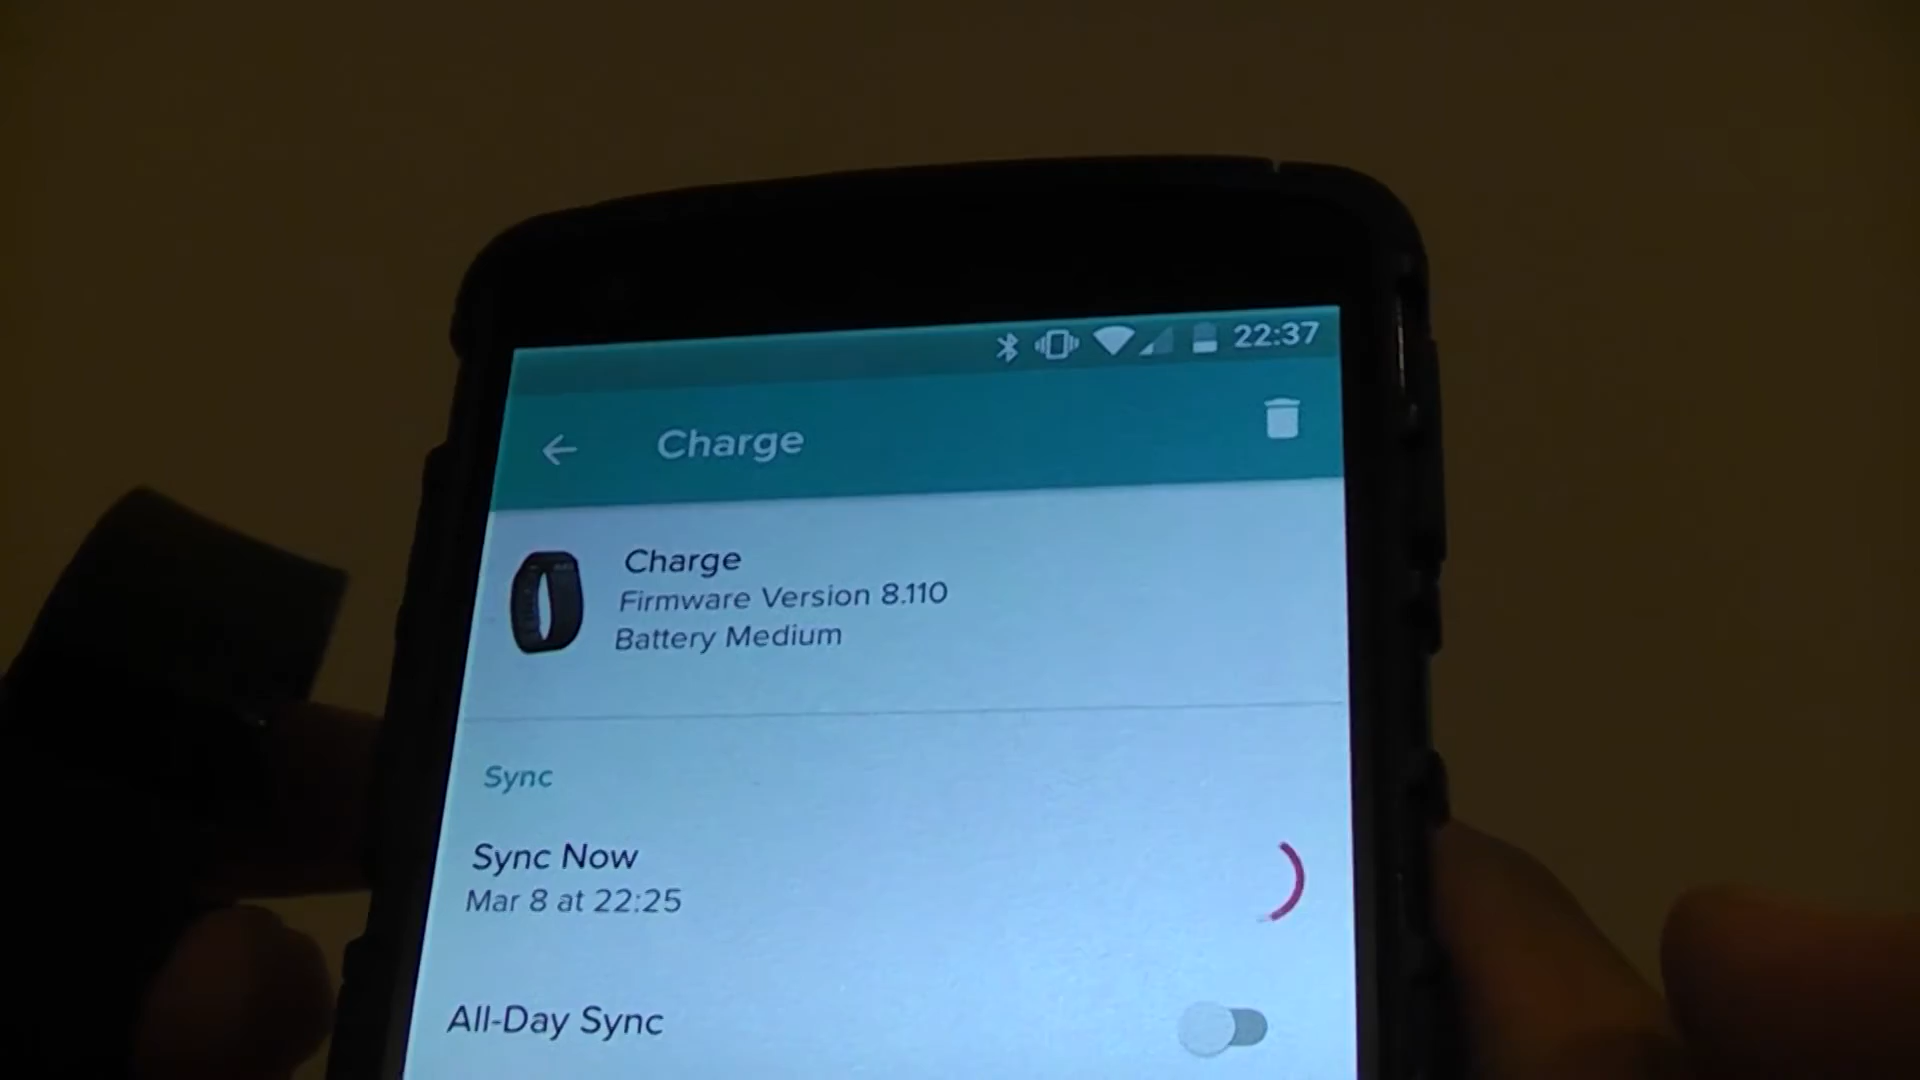 22:37
Charge
Charge
Firmware Version 8.110
Battery Medium
Sync
Sync Now
Mar 8 at 22:25
All-Day Sync